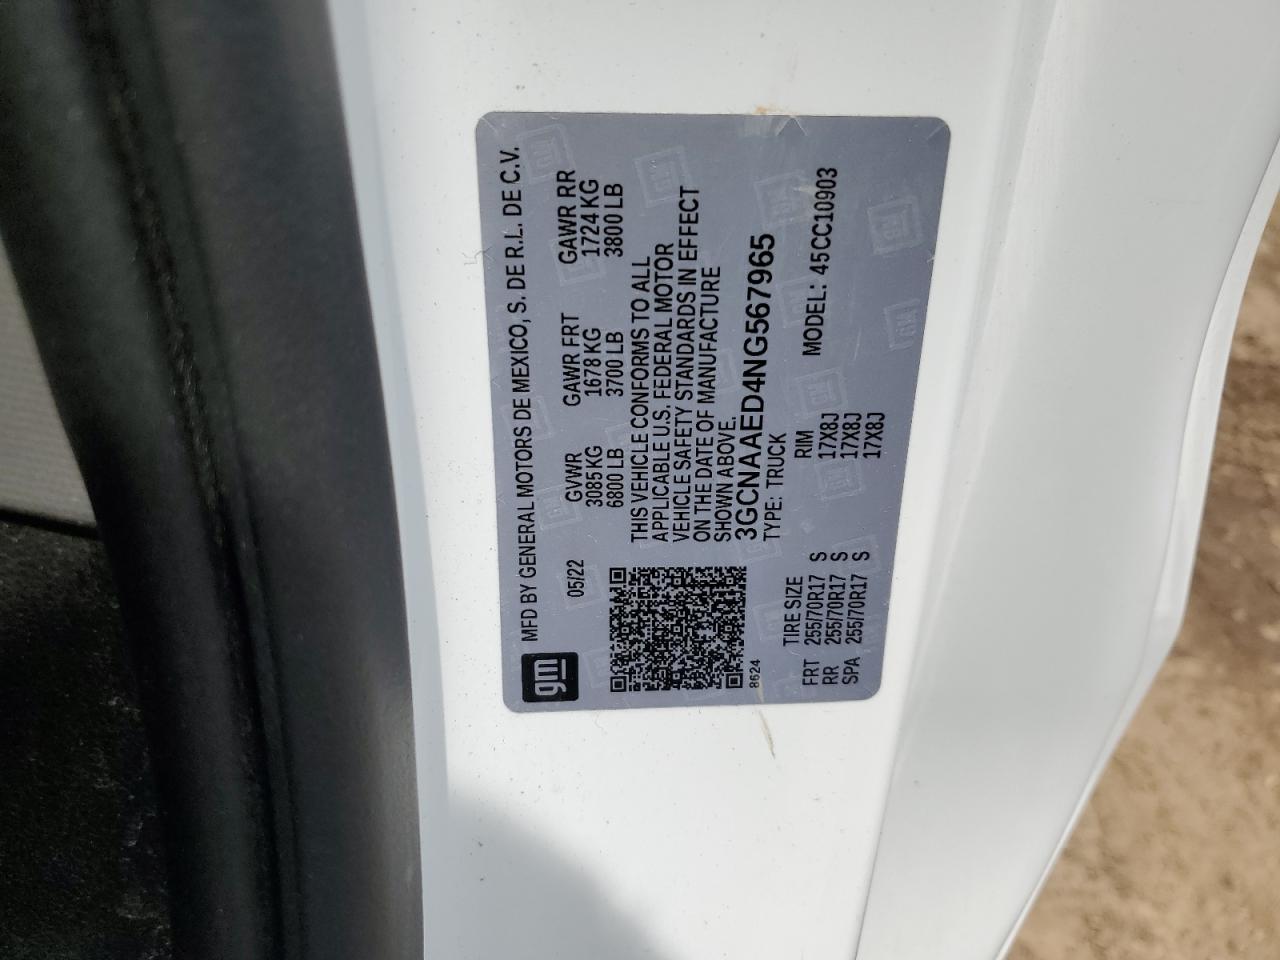 gm MFD BY GENERAL MOTORS DE MEXICO, S. DE R.L. DE C.V.
05/22 GVWR GAWR FRT GAWR RR
3085 KG 1678 KG 1724 KG
6800 LB 3700 LB 3800 LB
THIS VEHICLE CONFORMS TO ALL
APPLICABLE U.S. FEDERAL MOTOR
VEHICLE SAFETY STANDARDS IN EFFECT
ON THE DATE OF MANUFACTURE
SHOWN ABOVE.
3GCNAAED4NG567965
8624 TYPE: TRUCK
TIRE SIZE RIM MODEL: 45CC10903
FRT 255/70R17 S 17X8J
RR 255/70R17 S 17X8J
SPA 255/70R17 S 17X8J